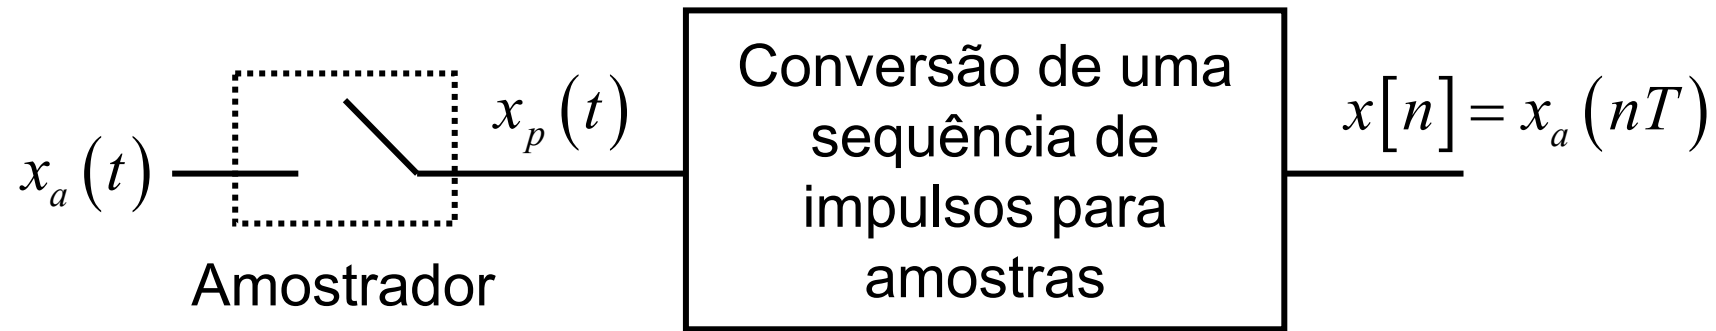 x_a(t)
Amostrador
x_p(t)
Conversão de uma
sequência de
impulsos para
amostras
x[n] = x_a(nT)